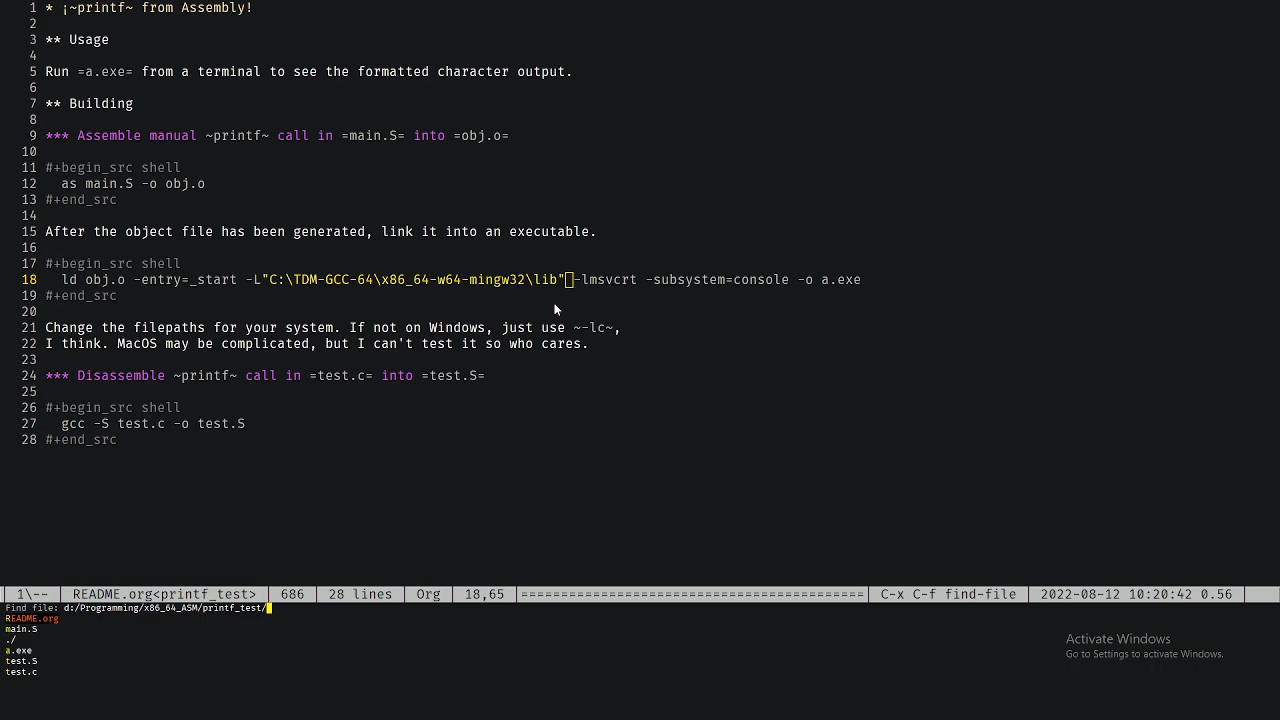 1 * ¡~printf~ from Assembly!
2
3 ** Usage
4
5 Run =a.exe= from a terminal to see the formatted character output.
6
7 ** Building
8
9 *** Assemble manual ~printf~ call in =main.S= into =obj.o=
10
11 #+begin_src shell
12   as main.S -o obj.o
13 #+end_src
14
15 After the object file has been generated, link it into an executable.
16
17 #+begin_src shell
18   ld obj.o -entry=_start -L"C:\TDM-GCC-64\x86_64-w64-mingw32\lib" -lmsvcrt -subsystem=console -o a.exe
19 #+end_src
20
21 Change the filepaths for your system. If not on Windows, just use ~-lc~,
22 I think. MacOS may be complicated, but I can't test it so who cares.
23
24 *** Disassemble ~printf~ call in =test.c= into =test.S=
25
26 #+begin_src shell
27   gcc -S test.c -o test.S
28 #+end_src
1\-- README.org<printf_test> 686 28 lines Org 18,65 =========================================== C-x C-f find-file 2022-08-12 10:20:42 0.56
Find file: d:/Programming/x86_64_ASM/printf_test/
README.org
main.S
./
a.exe
test.S
test.c
Activate Windows
Go to Settings to activate Windows.